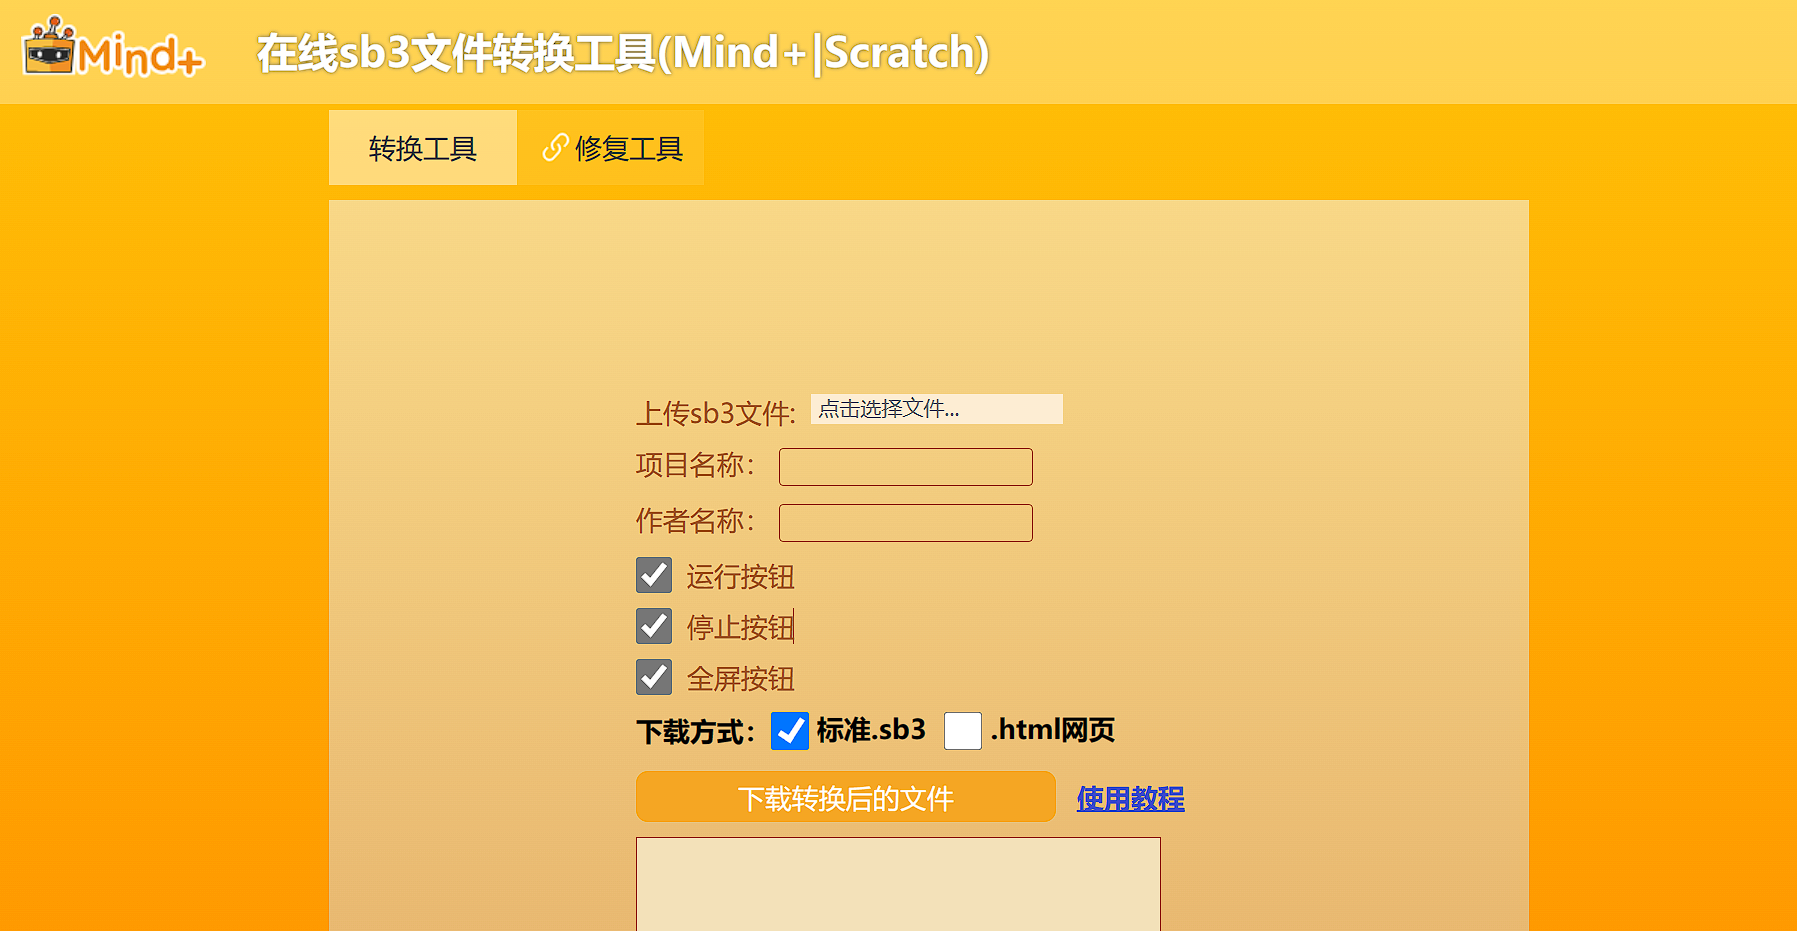 Mind+ 在线sb3文件转换工具(Mind+|Scratch)
转换工具 修复工具
上传sb3文件: 点击选择文件...
项目名称：
作者名称：
运行按钮
停止按钮
全屏按钮
下载方式： 标准.sb3 .html网页
下载转换后的文件 使用教程